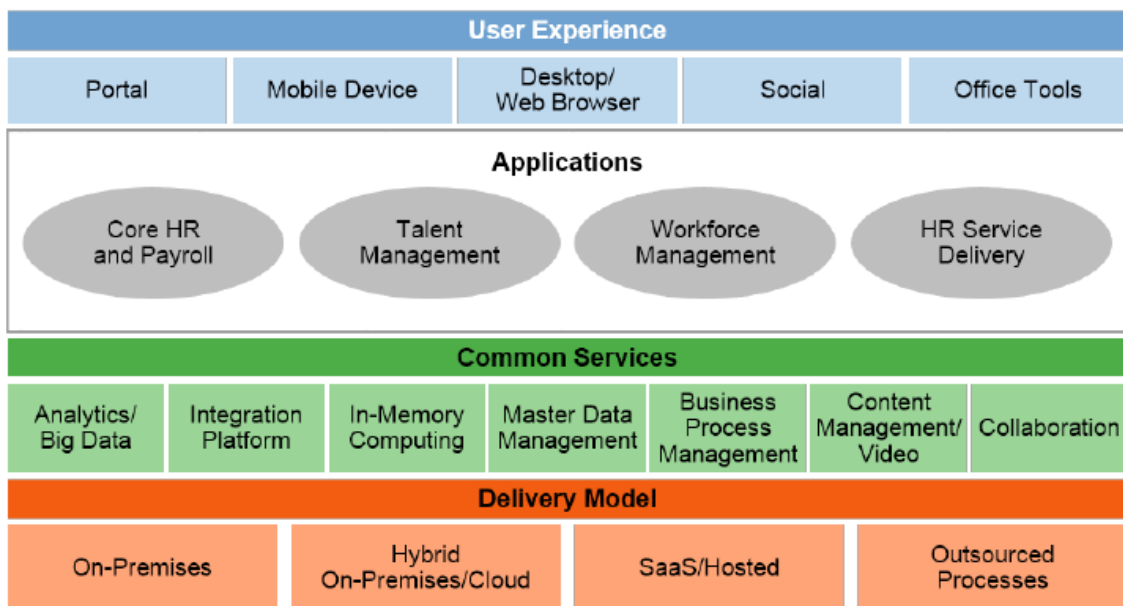 User Experience
Portal
Mobile Device
Desktop/
Web Browser
Social
Office Tools
Applications
Core HR
and Payroll
Talent
Management
Workforce
Management
HR Service
Delivery
Common Services
Analytics/
Big Data
Integration
Platform
In-Memory
Computing
Master Data
Management
Business
Process
Management
Content
Management/
Video
Collaboration
Delivery Model
On-Premises
Hybrid
On-Premises/Cloud
SaaS/Hosted
Outsourced
Processes